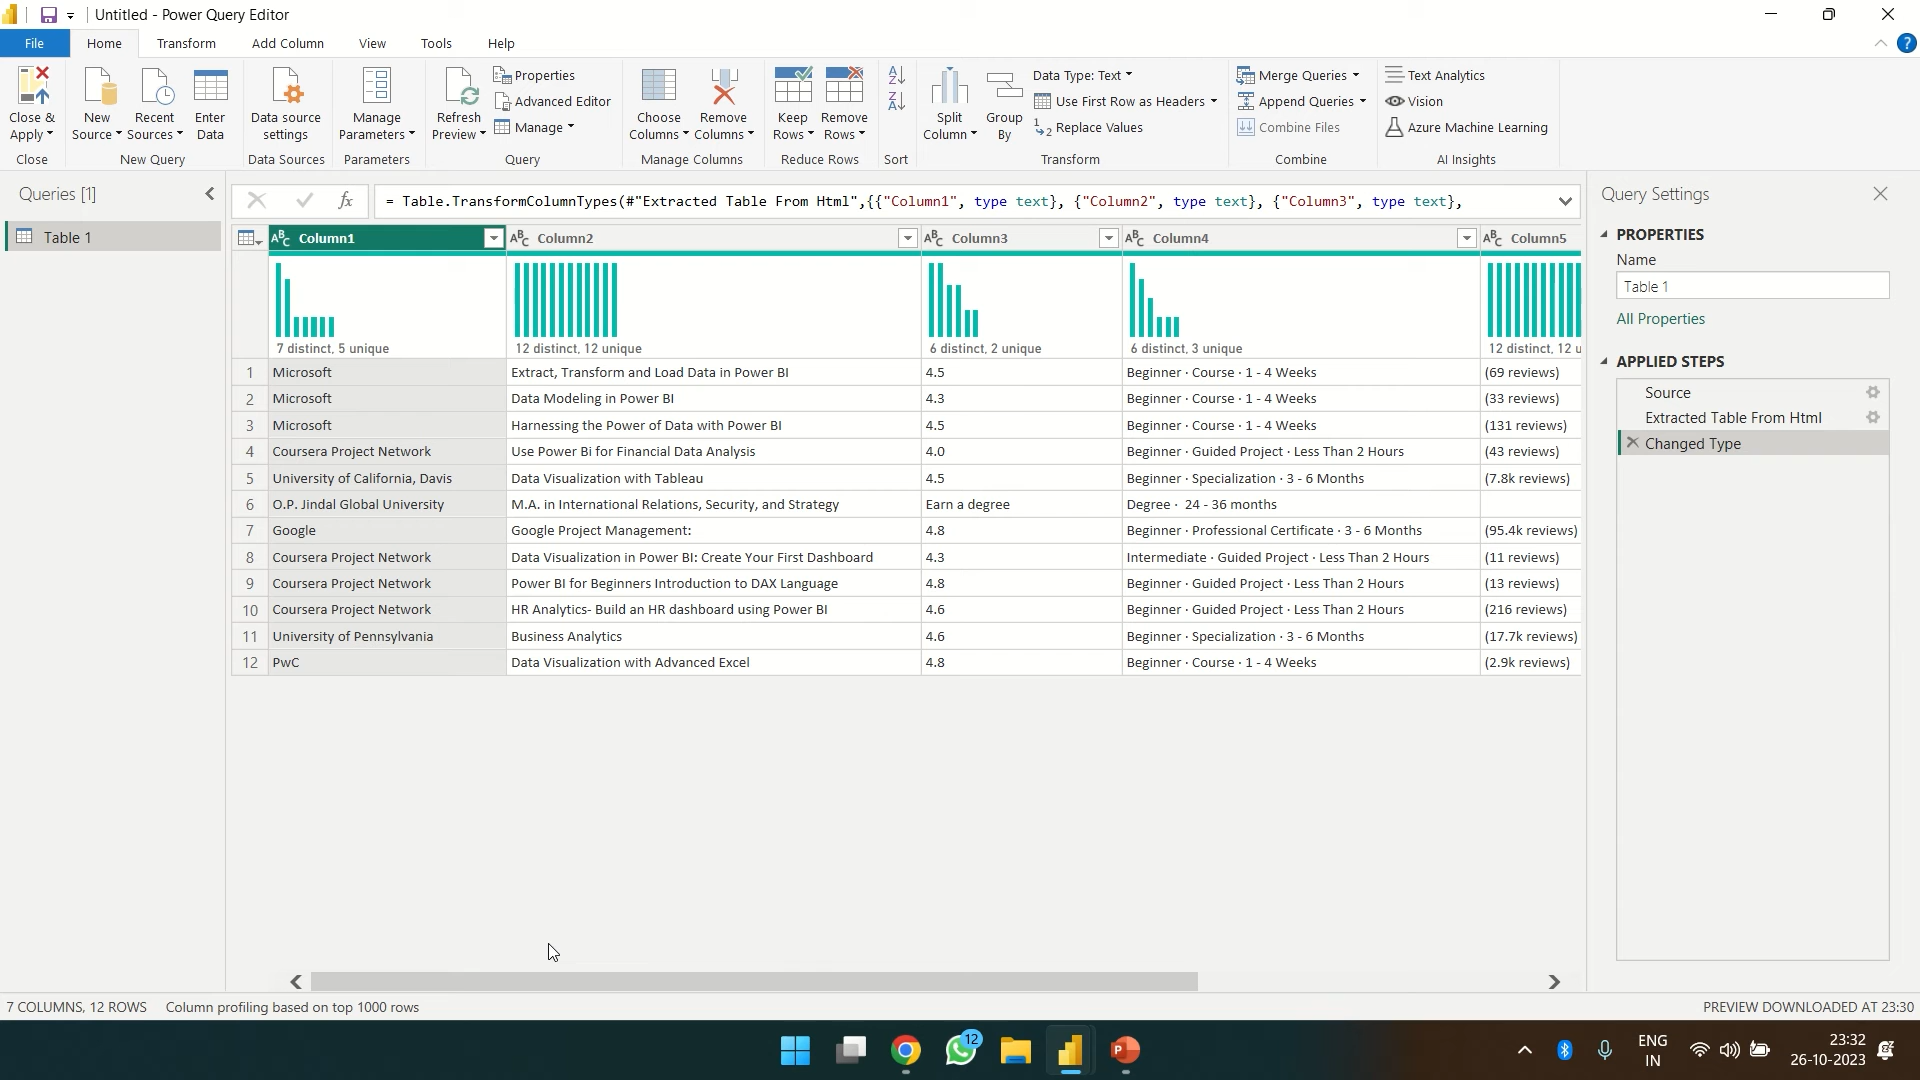 Untitled - Power Query Editor
File Home Transform Add Column View Tools Help
Close & Apply
Close
New Source
Recent Sources
Enter Data
New Query
Data source settings
Data Sources
Manage Parameters
Parameters
Refresh Preview
Properties
Advanced Editor
Manage
Query
Choose Columns
Remove Columns
Manage Columns
Keep Rows
Remove Rows
Reduce Rows
Sort
Split Column
Group By
Data Type: Text
Use First Row as Headers
Replace Values
Transform
Merge Queries
Append Queries
Combine Files
Combine
Text Analytics
Vision
Azure Machine Learning
AI Insights
Queries [1]
Table 1
= Table.TransformColumnTypes(#"Extracted Table From Html",{{"Column1", type text}, {"Column2", type text}, {"Column3", type text},
Column1 Column2 Column3 Column4 Column5
7 distinct, 5 unique 12 distinct, 12 unique 6 distinct, 2 unique 6 distinct, 3 unique 12 distinct, 12 u
1 Microsoft Extract, Transform and Load Data in Power BI 4.5 Beginner · Course · 1 - 4 Weeks (69 reviews)
2 Microsoft Data Modeling in Power BI 4.3 Beginner · Course · 1 - 4 Weeks (33 reviews)
3 Microsoft Harnessing the Power of Data with Power BI 4.5 Beginner · Course · 1 - 4 Weeks (131 reviews)
4 Coursera Project Network Use Power Bi for Financial Data Analysis 4.0 Beginner · Guided Project · Less Than 2 Hours (43 reviews)
5 University of California, Davis Data Visualization with Tableau 4.5 Beginner · Specialization · 3 - 6 Months (7.8k reviews)
6 O.P. Jindal Global University M.A. in International Relations, Security, and Strategy Earn a degree Degree · 24 - 36 months
7 Google Google Project Management: 4.8 Beginner · Professional Certificate · 3 - 6 Months (95.4k reviews)
8 Coursera Project Network Data Visualization in Power BI: Create Your First Dashboard 4.3 Intermediate · Guided Project · Less Than 2 Hours (11 reviews)
9 Coursera Project Network Power BI for Beginners Introduction to DAX Language 4.8 Beginner · Guided Project · Less Than 2 Hours (13 reviews)
10 Coursera Project Network HR Analytics- Build an HR dashboard using Power BI 4.6 Beginner · Guided Project · Less Than 2 Hours (216 reviews)
11 University of Pennsylvania Business Analytics 4.6 Beginner · Specialization · 3 - 6 Months (17.7k reviews)
12 PwC Data Visualization with Advanced Excel 4.8 Beginner · Course · 1 - 4 Weeks (2.9k reviews)
Query Settings
PROPERTIES
Name
Table 1
All Properties
APPLIED STEPS
Source
Extracted Table From Html
Changed Type
7 COLUMNS, 12 ROWS Column profiling based on top 1000 rows
PREVIEW DOWNLOADED AT 23:30
12
ENG
IN
23:32
26-10-2023